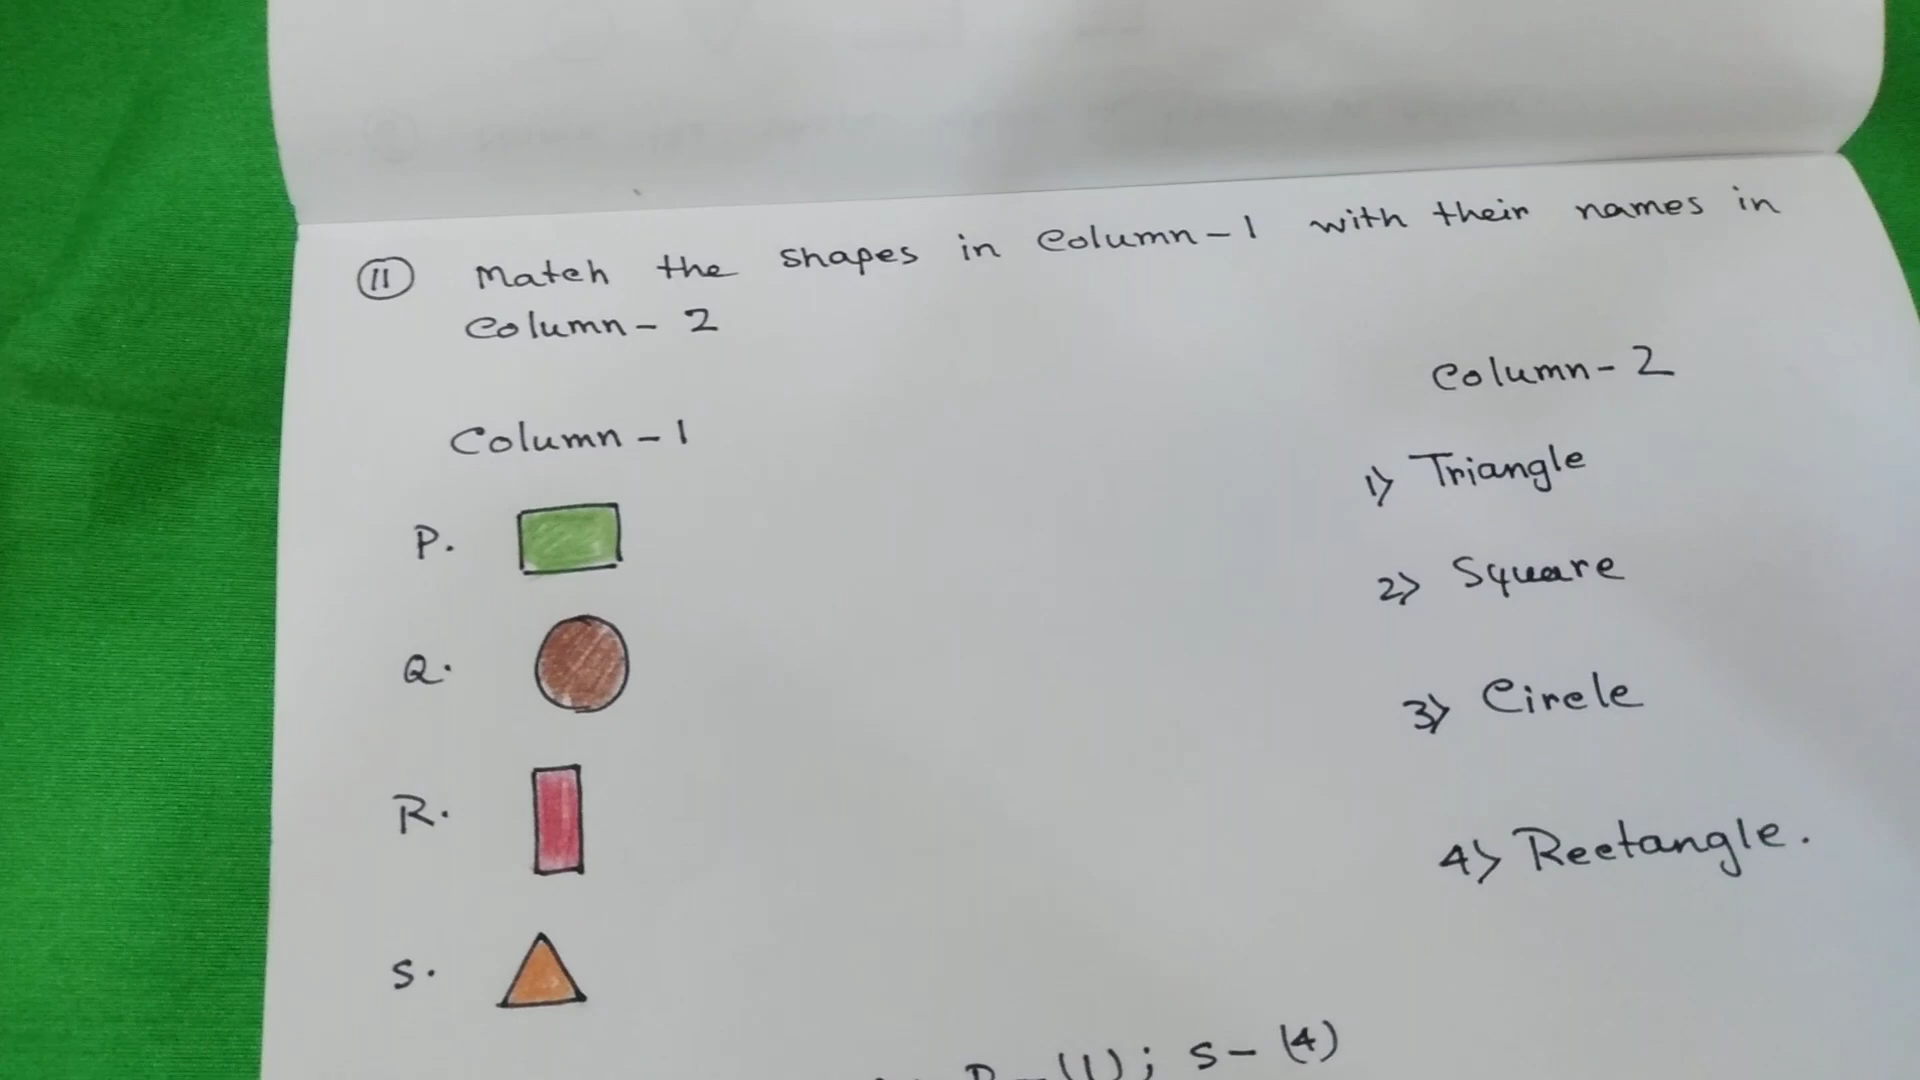 11 Match the shapes in Column-1 with their names in
Column-2
Column-1
Column-2
P.
1) Triangle
Q.
2) Square
R.
3) Circle
S.
4) Rectangle.
(1); S-(4)